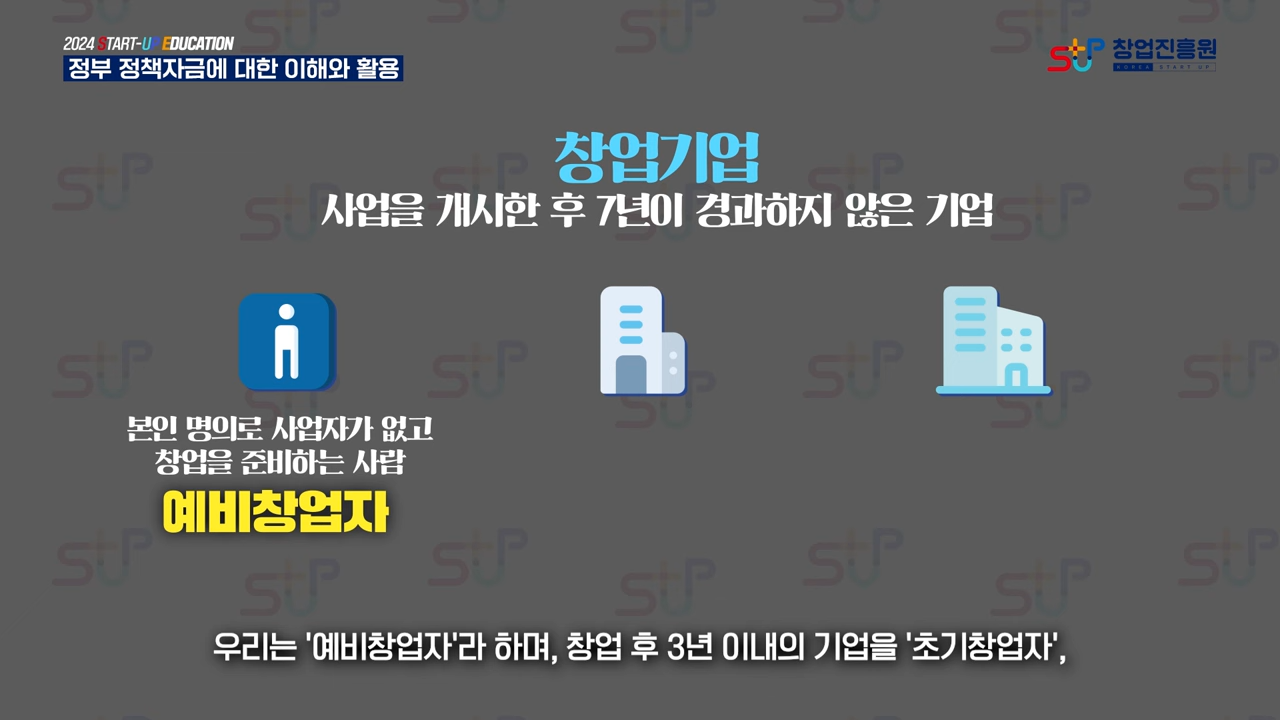 2024 START-UP EDUCATION
정부 정책자금에 대한 이해와 활용
STUP 창업진흥원
KOREA START UP
창업기업
사업을 개시한 후 7년이 경과하지 않은 기업
본인 명의로 사업자가 없고
창업을 준비하는 사람
예비창업자
우리는 '예비창업자'라 하며, 창업 후 3년 이내의 기업을 '초기창업자',